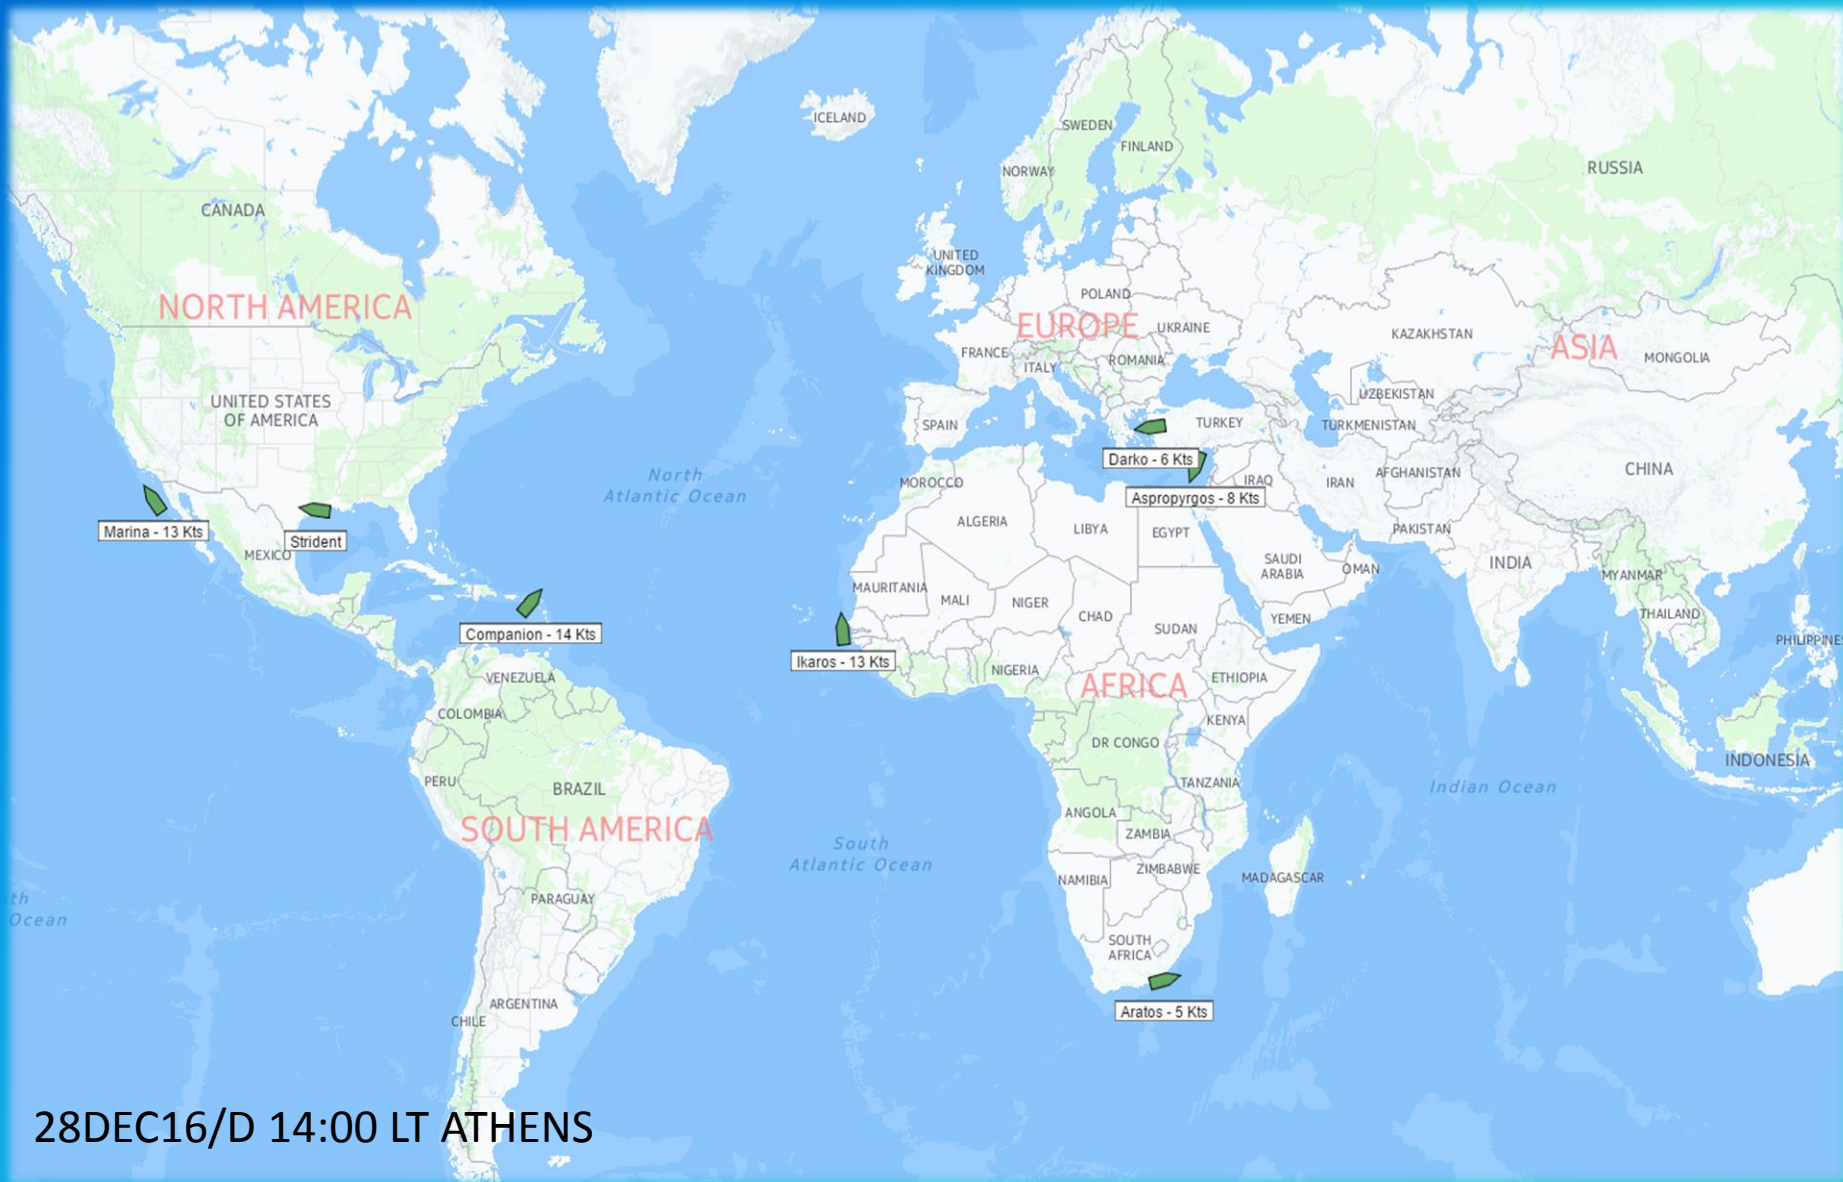 ICELAND
SWEDEN
FINLAND
NORWAY
RUSSIA
CANADA
UNITED
KINGDOM
POLAND
NORTH AMERICA
EUROPE
UKRAINE
KAZAKHSTAN
ASIA
MONGOLIA
FRANCE
ROMANIA
ITALY
UZBEKISTAN
UNITED STATES
OF AMERICA
SPAIN
TURKEY
TURKMENISTAN
Darko - 6 Kts
North
Atlantic Ocean
MOROCCO
IRAQ
IRAN
AFGHANISTAN
CHINA
Aspropyrgos - 8 Kts
Marina - 13 Kts
Strident
MEXICO
ALGERIA
LIBYA
EGYPT
PAKISTAN
SAUDI
ARABIA
OMAN
INDIA
MYANMAR
MAURITANIA
MALI
NIGER
CHAD
SUDAN
YEMEN
THAILAND
Companion - 14 Kts
PHILIPPINES
Ikaros - 13 Kts
NIGERIA
AFRICA
ETHIOPIA
VENEZUELA
COLOMBIA
KENYA
DR CONGO
INDONESIA
PERU
BRAZIL
TANZANIA
Indian Ocean
ANGOLA
SOUTH AMERICA
ZAMBIA
South
Atlantic Ocean
ZIMBABWE
NAMIBIA
MADAGASCAR
PARAGUAY
th
Ocean
SOUTH
AFRICA
ARGENTINA
Aratos - 5 Kts
CHILE
28DEC16/D 14:00 LT ATHENS